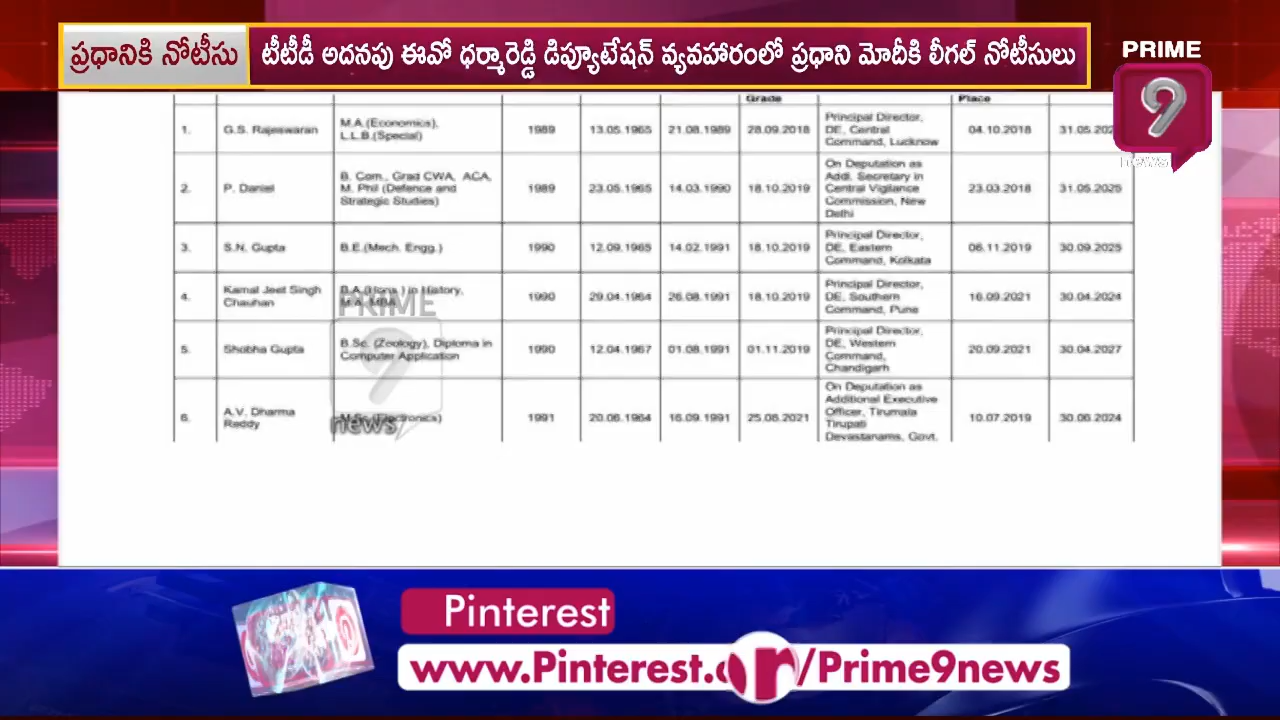 ప్రధానికి నోటీసు
టీటీడీ అదనపు ఈవో ధర్మారెడ్డి డిప్యూటేషన్ వ్యవహారంలో ప్రధాని మోదీకి లీగల్ నోటీసులు
PRIME
9
news
Grade Place
1. G.S. Rajeswaran M.A.(Economics), L.L.B.(Special) 1989 13.05.1965 21.08.1989 28.09.2018 Principal Director, DE, Central Command, Lucknow 04.10.2018
2. P. Daniel B. Com., Grad CWA, ACA, M. Phil (Defence and Strategic Studies) 1989 23.05.1965 14.03.1990 18.10.2019 On Deputation as Addl. Secretary in Central Vigilance Commission, New Delhi 23.03.2018 31.05.2025
3. S.N. Gupta B.E.(Mech. Engg.) 1990 12.09.1965 14.02.1991 18.10.2019 Principal Director, DE, Eastern Command, Kolkata 06.11.2019 30.09.2025
4. Kamal Jeet Singh Chauhan B.A.(Hons.) in History, M.A, MBA 1990 29.04.1964 26.08.1991 18.10.2019 Principal Director, DE, Southern Command, Pune 16.09.2021 30.04.2024
5. Shobha Gupta B.Sc. (Zoology), Diploma in Computer Application 1990 12.04.1967 01.08.1991 01.11.2019 Principal Director, DE, Western Command, Chandigarh 20.09.2021 30.04.2027
6. A.V. Dharma Reddy M.Sc.(Electronics) 1991 20.06.1964 16.09.1991 25.06.2021 On Deputation as Additional Executive Officer, Tirumala Tirupati Devastanams, Govt. 10.07.2019 30.06.2024
PRIME
9
news
Pinterest
www.Pinterest.c /Prime9news